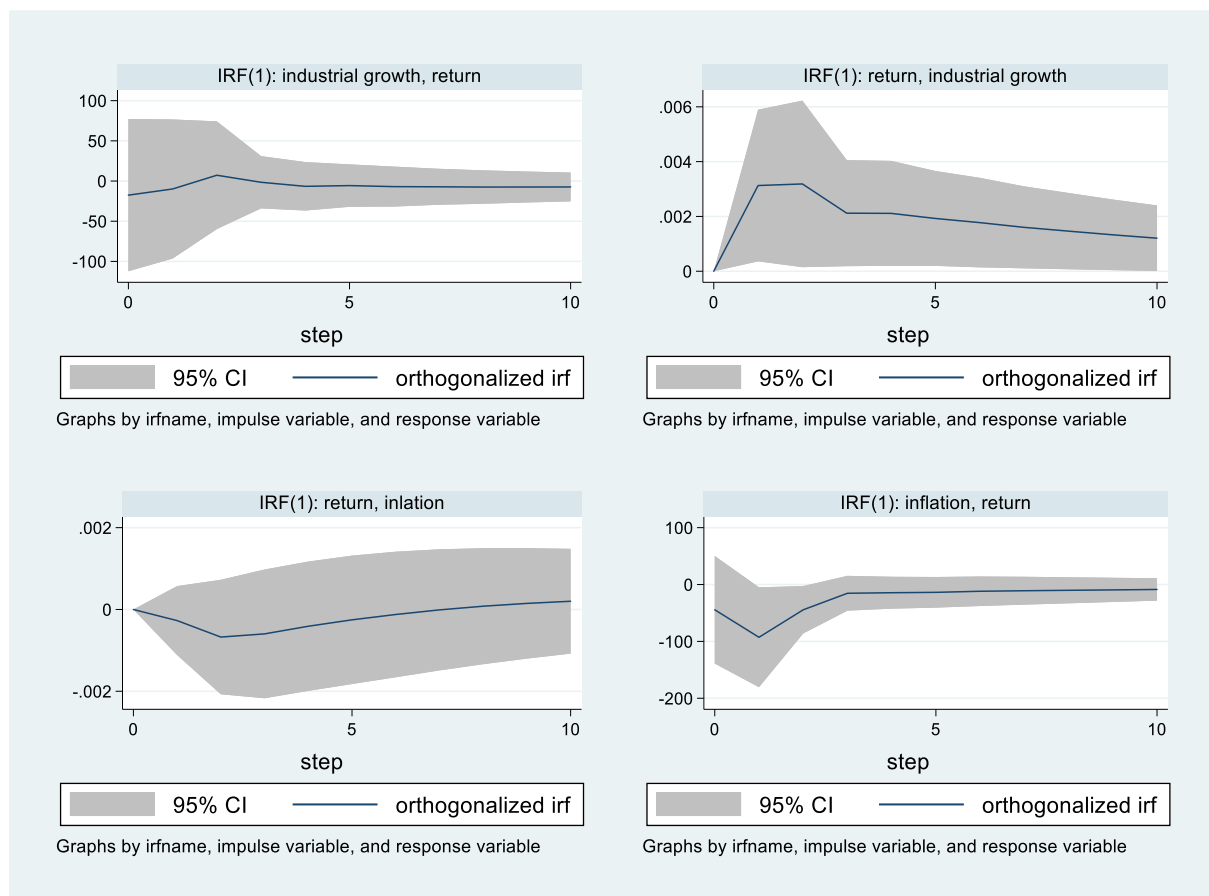 IRF(1): industrial growth, return
100
50
0
-50
-100
0 5 10
step
95% CI orthogonalized irf
Graphs by irfname, impulse variable, and response variable
IRF(1): return, industrial growth
.006
.004
.002
0
0 5 10
step
95% CI orthogonalized irf
Graphs by irfname, impulse variable, and response variable
IRF(1): return, inlation
.002
0
-.002
0 5 10
step
95% CI orthogonalized irf
Graphs by irfname, impulse variable, and response variable
IRF(1): inflation, return
100
0
-100
-200
0 5 10
step
95% CI orthogonalized irf
Graphs by irfname, impulse variable, and response variable